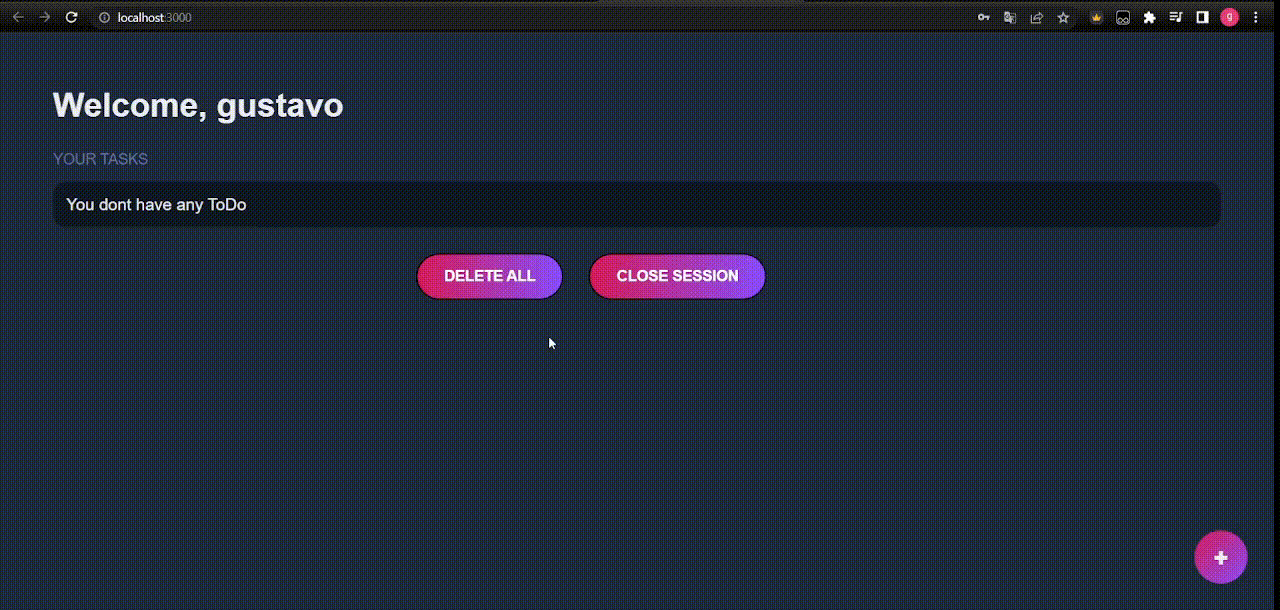 localhost:3000
g
Welcome, gustavo
YOUR TASKS
You dont have any ToDo
DELETE ALL
CLOSE SESSION
+